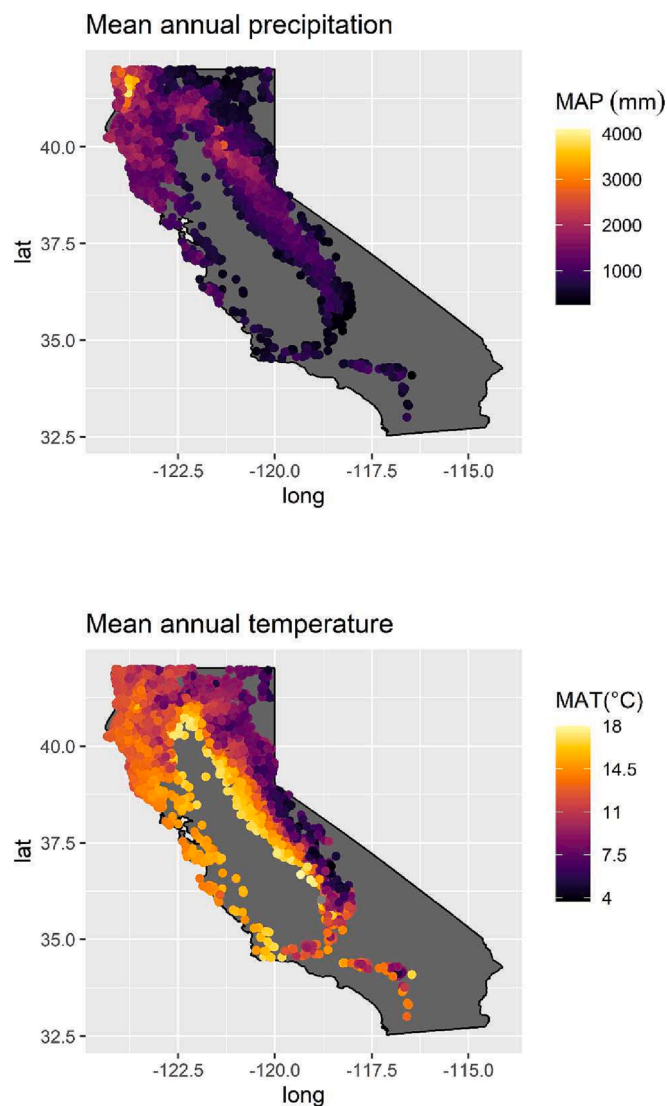 Mean annual precipitation
MAP (mm)
4000
3000
2000
1000
40.0
37.5
35.0
32.5
lat
-122.5 -120.0 -117.5 -115.0
long
Mean annual temperature
MAT(°C)
18
14.5
11
7.5
4
40.0
37.5
35.0
32.5
lat
-122.5 -120.0 -117.5 -115.0
long